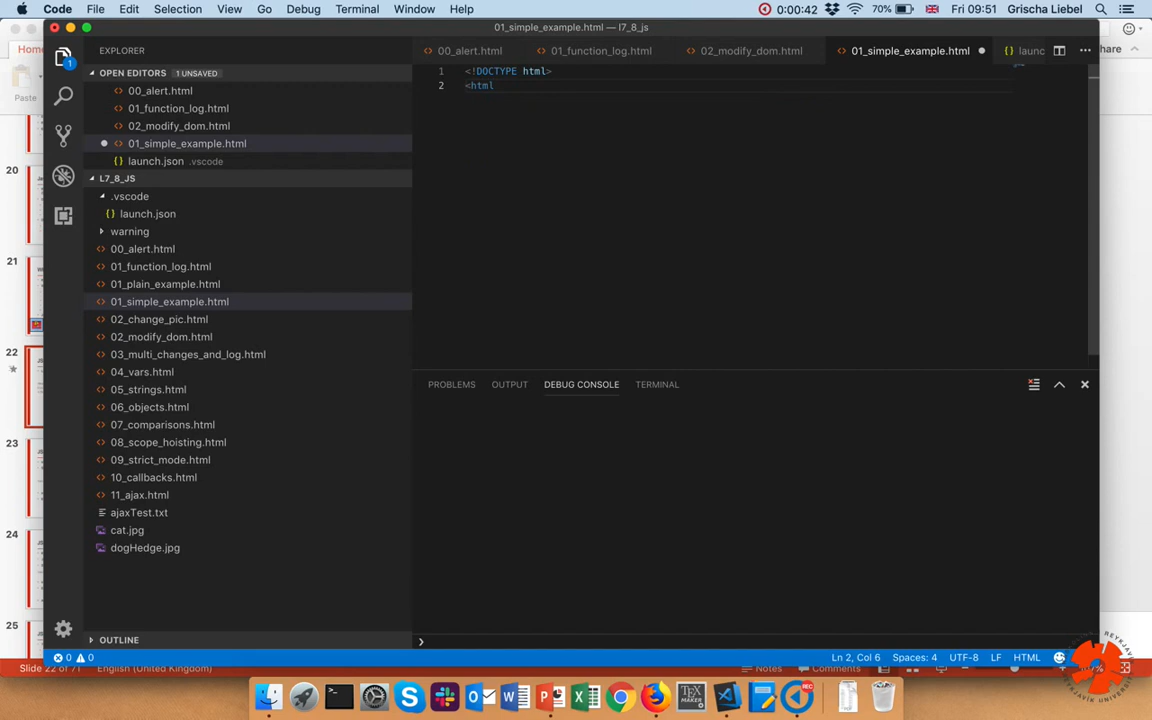 Code File Edit Selection View Go Debug Terminal Window Help 0:00:42 70% Fri 09:51 Grischa Liebel
01_simple_example.html — l7_8_js
Home
Share
Paste
EXPLORER
OPEN EDITORS 1 UNSAVED
00_alert.html
01_function_log.html
02_modify_dom.html
01_simple_example.html
launch.json .vscode
L7_8_JS
.vscode
launch.json
warning
00_alert.html
01_function_log.html
01_plain_example.html
01_simple_example.html
02_change_pic.html
02_modify_dom.html
03_multi_changes_and_log.html
04_vars.html
05_strings.html
06_objects.html
07_comparisons.html
08_scope_hoisting.html
09_strict_mode.html
10_callbacks.html
11_ajax.html
ajaxTest.txt
cat.jpg
dogHedge.jpg
OUTLINE
00_alert.html 01_function_log.html 02_modify_dom.html 01_simple_example.html launc
1 <!DOCTYPE html>
2 <html
PROBLEMS OUTPUT DEBUG CONSOLE TERMINAL
20
21
22
23
24
25
0 0 Ln 2, Col 6 Spaces: 4 UTF-8 LF HTML
Slide 22 of 71 English (United Kingdom) Notes Comments
REC